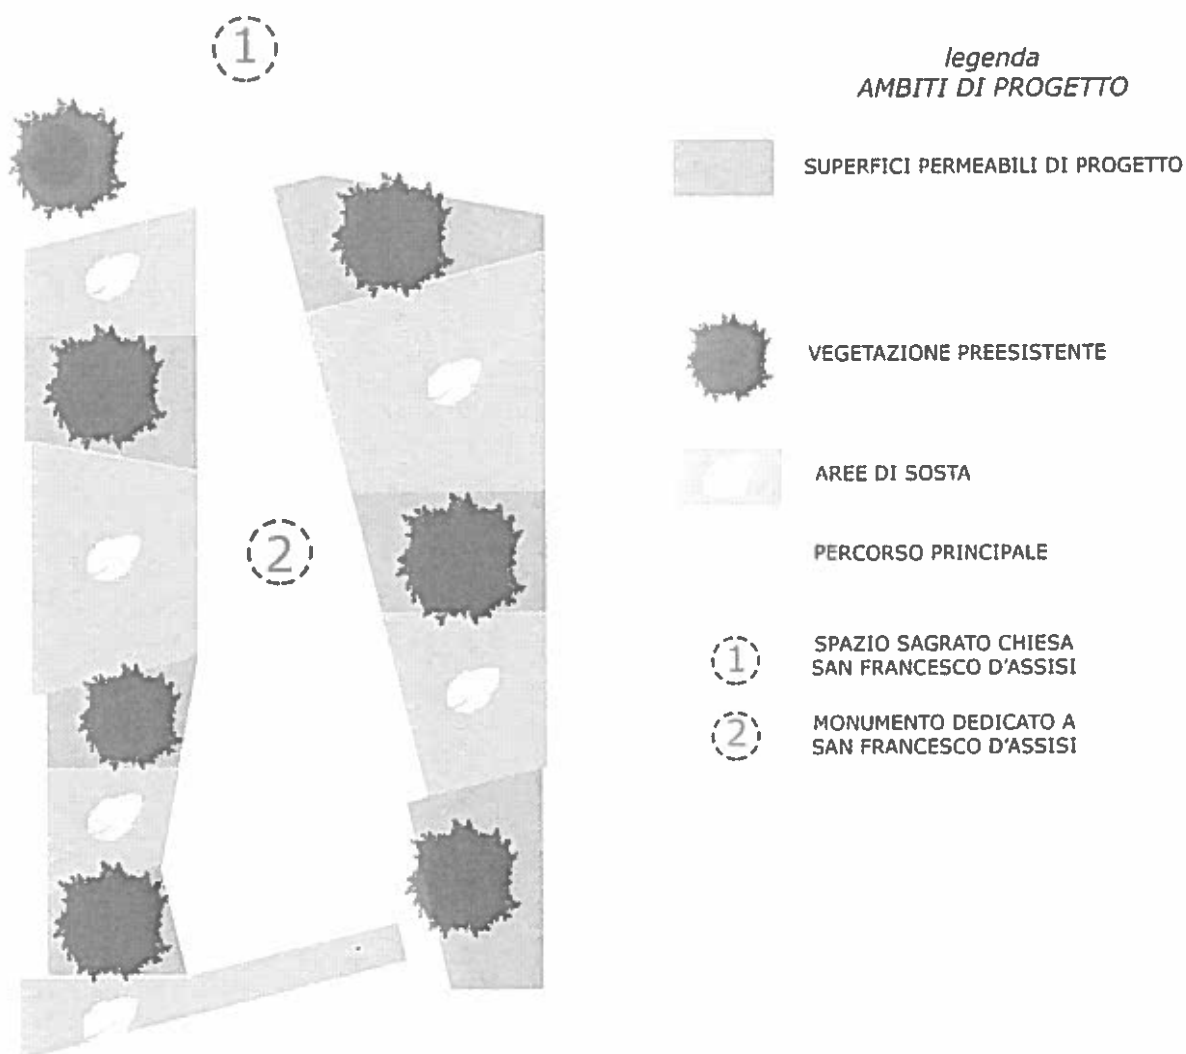 1
2
legenda
AMBITI DI PROGETTO
SUPERFICI PERMEABILI DI PROGETTO
VEGETAZIONE PREESISTENTE
AREE DI SOSTA
PERCORSO PRINCIPALE
1
SPAZIO SAGRATO CHIESA
SAN FRANCESCO D'ASSISI
2
MONUMENTO DEDICATO A
SAN FRANCESCO D'ASSISI